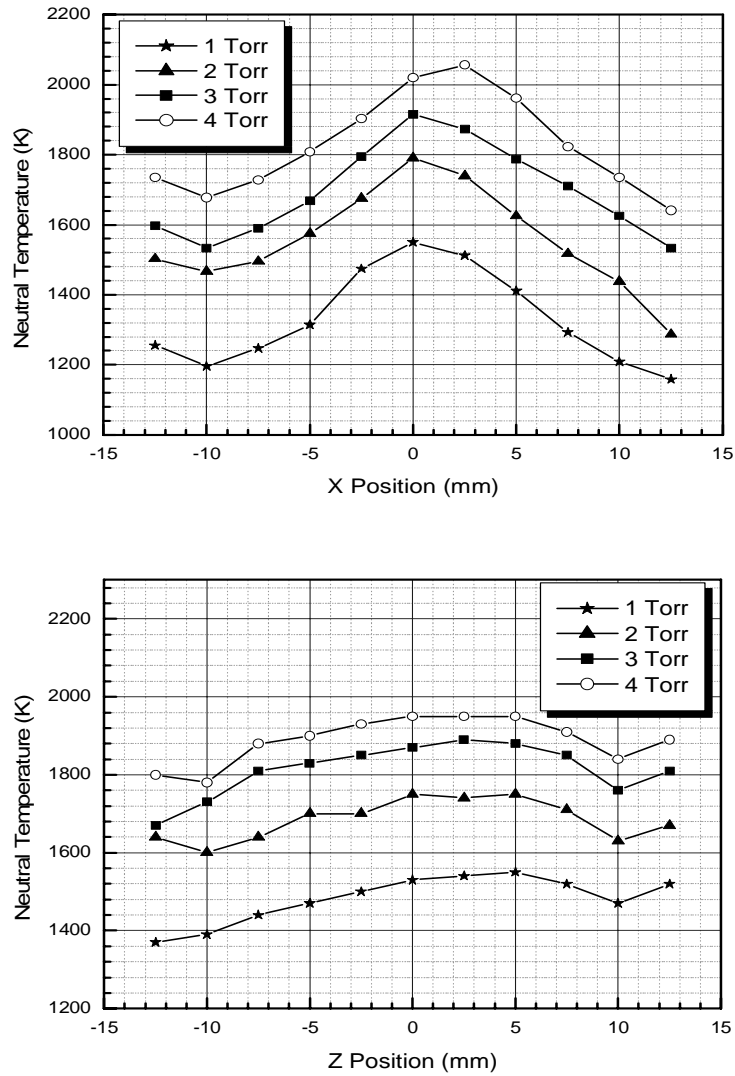 2200
2000
1800
1600
1400
1200
1000
Neutral Temperature (K)
1 Torr
2 Torr
3 Torr
4 Torr
-15 -10 -5 0 5 10 15
X Position (mm)
2200
2000
1800
1600
1400
1200
Neutral Temperature (K)
1 Torr
2 Torr
3 Torr
4 Torr
-15 -10 -5 0 5 10 15
Z Position (mm)